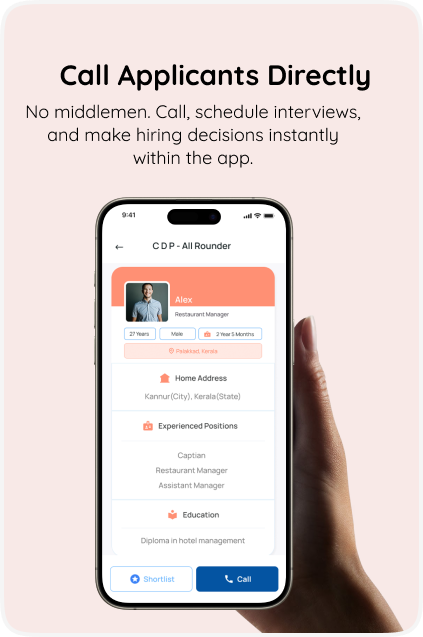 Call Applicants Directly
No middlemen. Call, schedule interviews,
and make hiring decisions instantly
within the app.
9:41
← C D P - All Rounder
Alex
Restaurant Manager
27 Years Male 2 Year 5 Months
Palakkad, Kerala
Home Address
Kannur(City), Kerala(State)
Experienced Positions
Captian
Restaurant Manager
Assistant Manager
Education
Diploma in hotel management
Shortlist Call